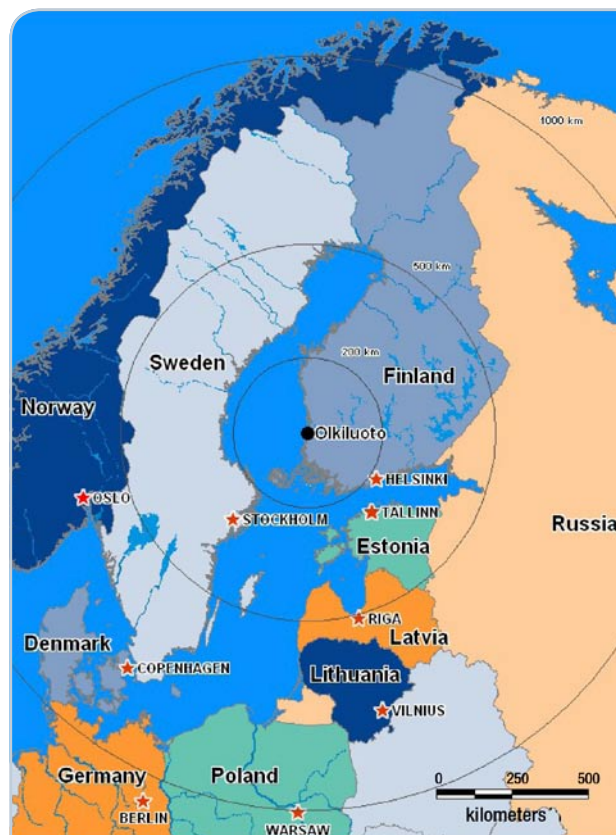 1000 km
500 km
200 km
Sweden
Finland
Norway
Olkiluoto
HELSINKI
OSLO
TALLINN
STOCKHOLM
Russia
Estonia
RIGA
Latvia
Denmark
COPENHAGEN
Lithuania
VILNIUS
Germany
Poland
0 250 500
BERLIN
kilometers
WARSAW